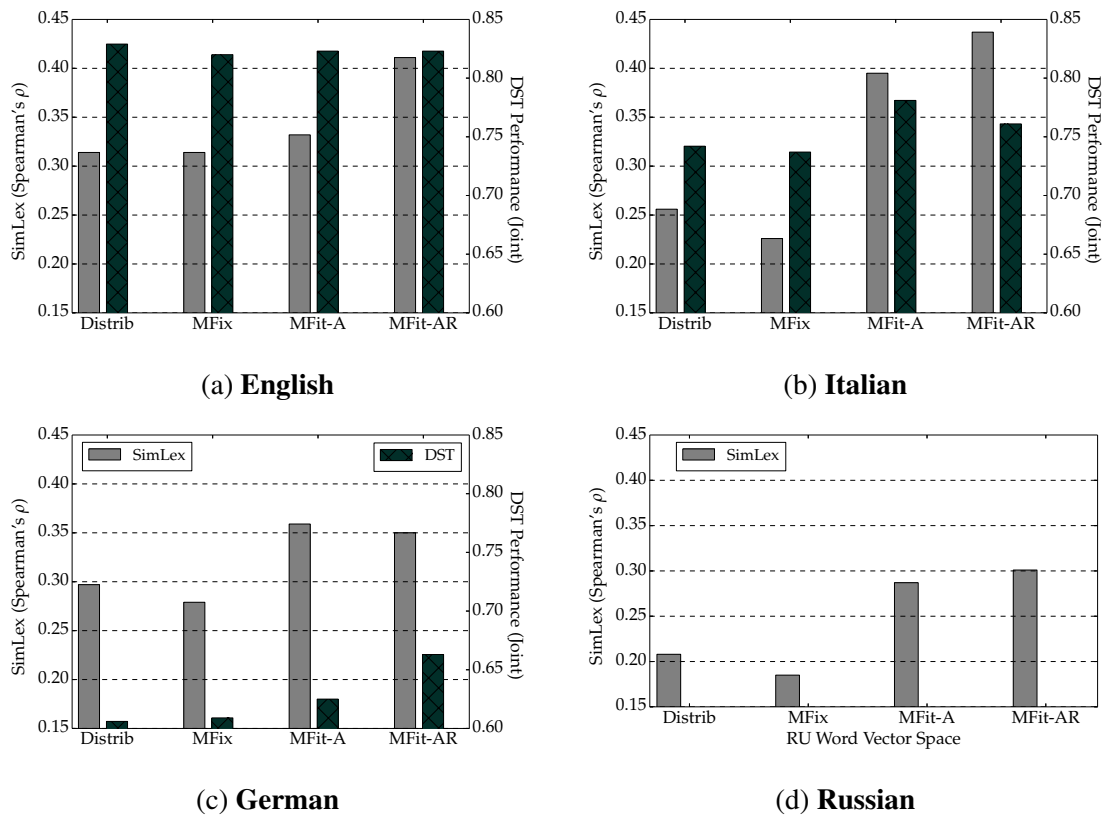 0.45
0.40
0.35
0.30
0.25
0.20
0.15
SimLex (Spearman's ρ)
Distrib MFix MFit-A MFit-AR
0.85
0.80
0.75
0.70
0.65
0.60
DST Performance (Joint)
(a) English
0.45
0.40
0.35
0.30
0.25
0.20
0.15
SimLex (Spearman's ρ)
Distrib MFix MFit-A MFit-AR
0.85
0.80
0.75
0.70
0.65
0.60
DST Performance (Joint)
(b) Italian
0.45
0.40
0.35
0.30
0.25
0.20
0.15
SimLex (Spearman's ρ)
SimLex
DST
Distrib MFix MFit-A MFit-AR
0.85
0.80
0.75
0.70
0.65
0.60
DST Performance (Joint)
(c) German
0.45
0.40
0.35
0.30
0.25
0.20
0.15
SimLex (Spearman's ρ)
SimLex
Distrib MFix MFit-A MFit-AR
RU Word Vector Space
(d) Russian